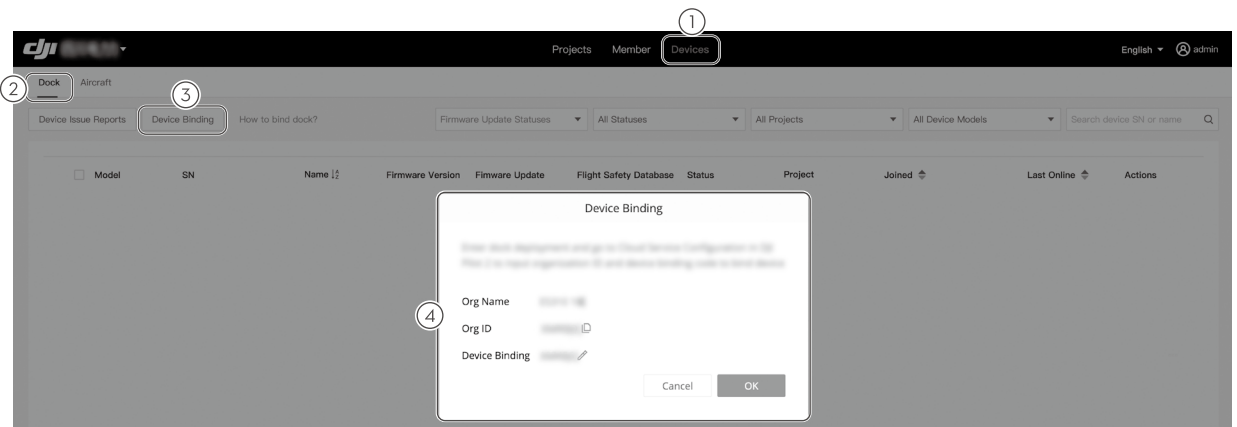 1
dji
Projects Member Devices English admin
2 Dock Aircraft
3
Device Issue Reports Device Binding How to bind dock? Firmware Update Statuses All Statuses All Projects All Device Models Search device SN or name
Model SN Name Firmware Version Fimware Update Flight Safety Database Status Project Joined Last Online Actions
Device Binding
Org Name
4
Org ID
Device Binding
Cancel OK